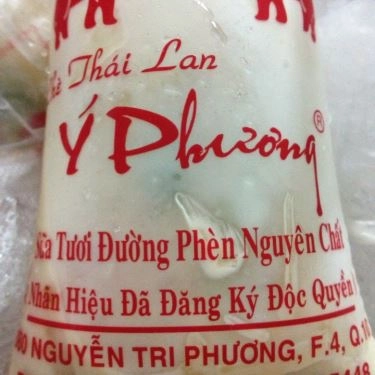 Thái Lan
Ý Phương®
Sữa Tươi Đường Phèn Nguyên Chất
Nhãn Hiệu Đã Đăng Ký Độc Quyền
NGUYỄN TRI PHƯƠNG, F.4, Q.10